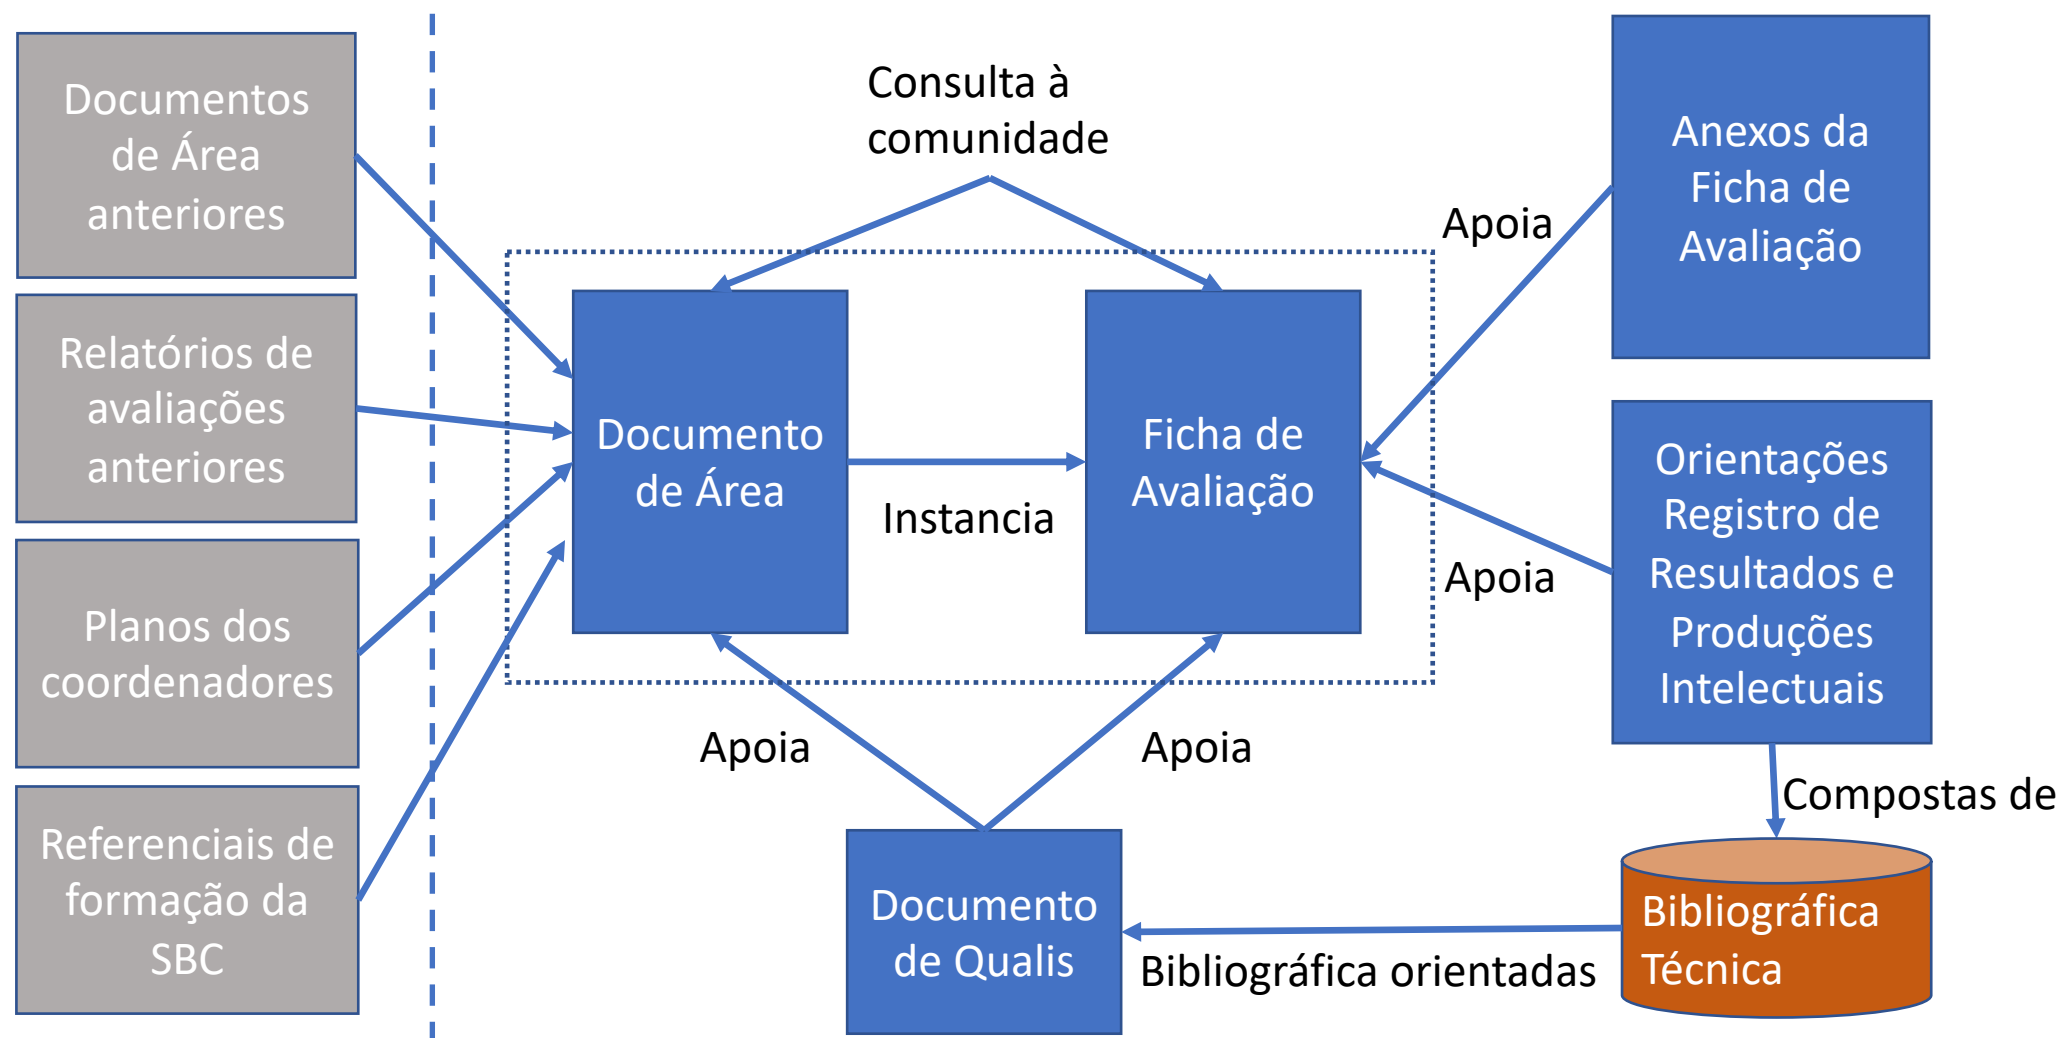 Documentos
de Área
anteriores
Relatórios de
avaliações
anteriores
Planos dos
coordenadores
Referenciais de
formação da
SBC
Consulta à
comunidade
Documento
de Área
Instancia
Ficha de
Avaliação
Apoia
Apoia
Documento
de Qualis
Apoia
Anexos da
Ficha de
Avaliação
Apoia
Orientações
Registro de
Resultados e
Produções
Intelectuais
Compostas de
Bibliográfica
Técnica
Bibliográfica orientadas